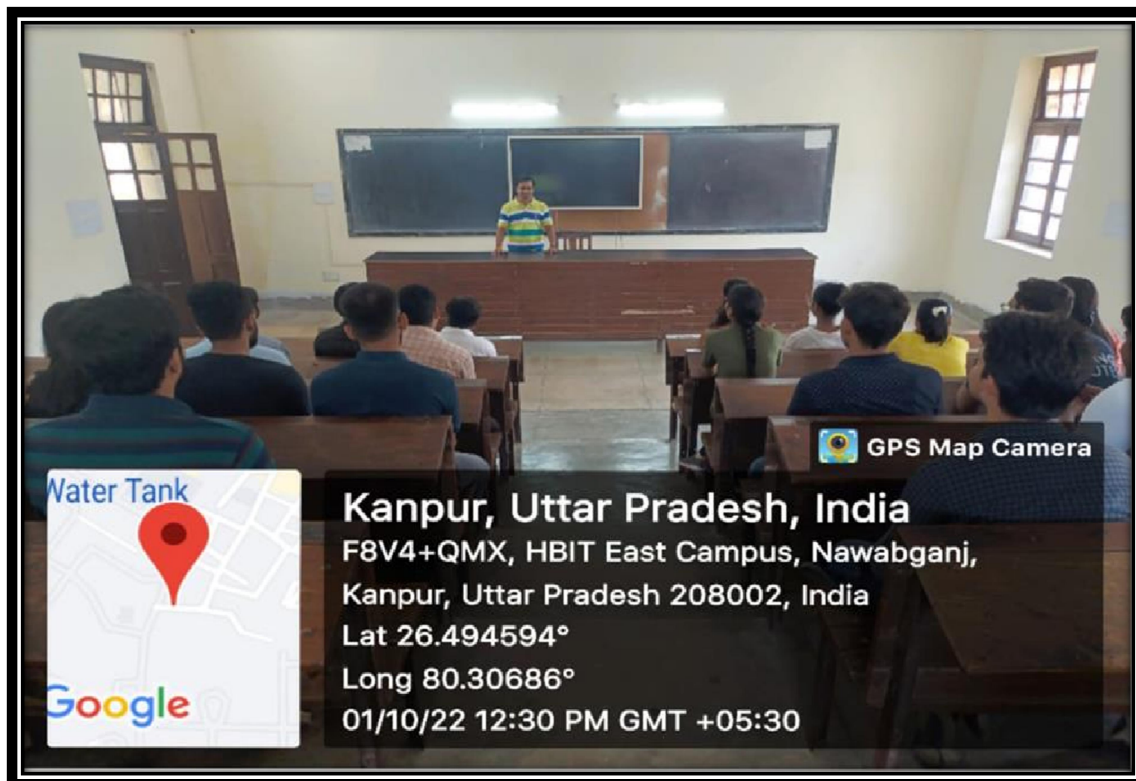 GPS Map Camera
Water Tank
Google
Kanpur, Uttar Pradesh, India
F8V4+QMX, HBIT East Campus, Nawabganj,
Kanpur, Uttar Pradesh 208002, India
Lat 26.494594°
Long 80.30686°
01/10/22 12:30 PM GMT +05:30